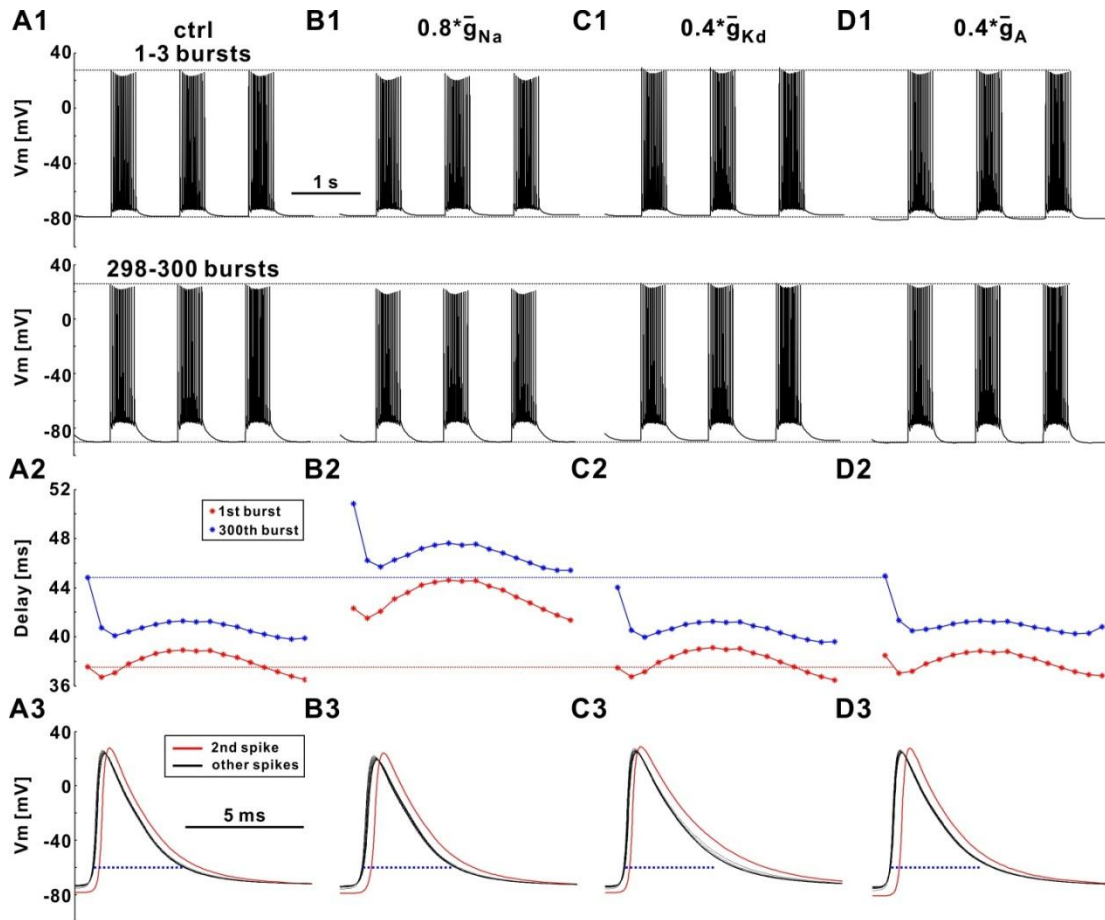 A1 B1 C1 D1
ctrl 0.8*ḡNa 0.4*ḡKd 0.4*ḡA
1-3 bursts
40
0
-40
-80
Vm [mV]
1 s
298-300 bursts
40
0
-40
-80
Vm [mV]
A2 B2 C2 D2
52
48
44
40
36
Delay [ms]
1st burst
300th burst
A3 B3 C3 D3
40
0
-40
-80
Vm [mV]
2nd spike
other spikes
5 ms